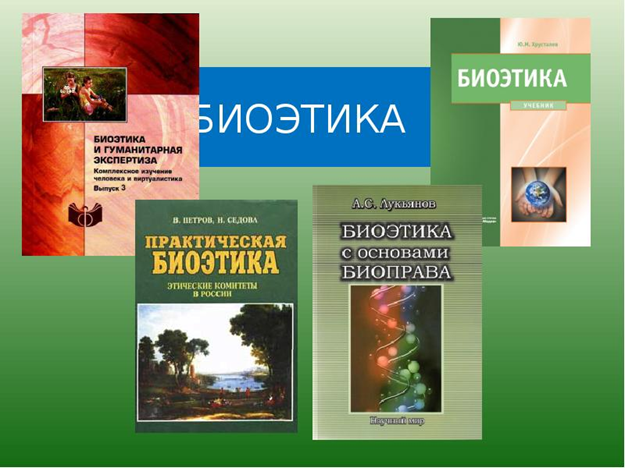 БИОЭТИКА
БИОЭТИКА
И ГУМАНИТАРНАЯ
ЭКСПЕРТИЗА
Комплексное изучение
человека и виртуалистика
Выпуск 3
Ю.М. Хрусталев
БИОЭТИКА
УЧЕБНИК
В. ПЕТРОВ, Н. СЕДОВА
ПРАКТИЧЕСКАЯ
БИОЭТИКА
ЭТИЧЕСКИЕ КОМИТЕТЫ
В РОССИИ
А.С. Лукьянов
БИОЭТИКА
с основами
БИОПРАВА
Научный мир